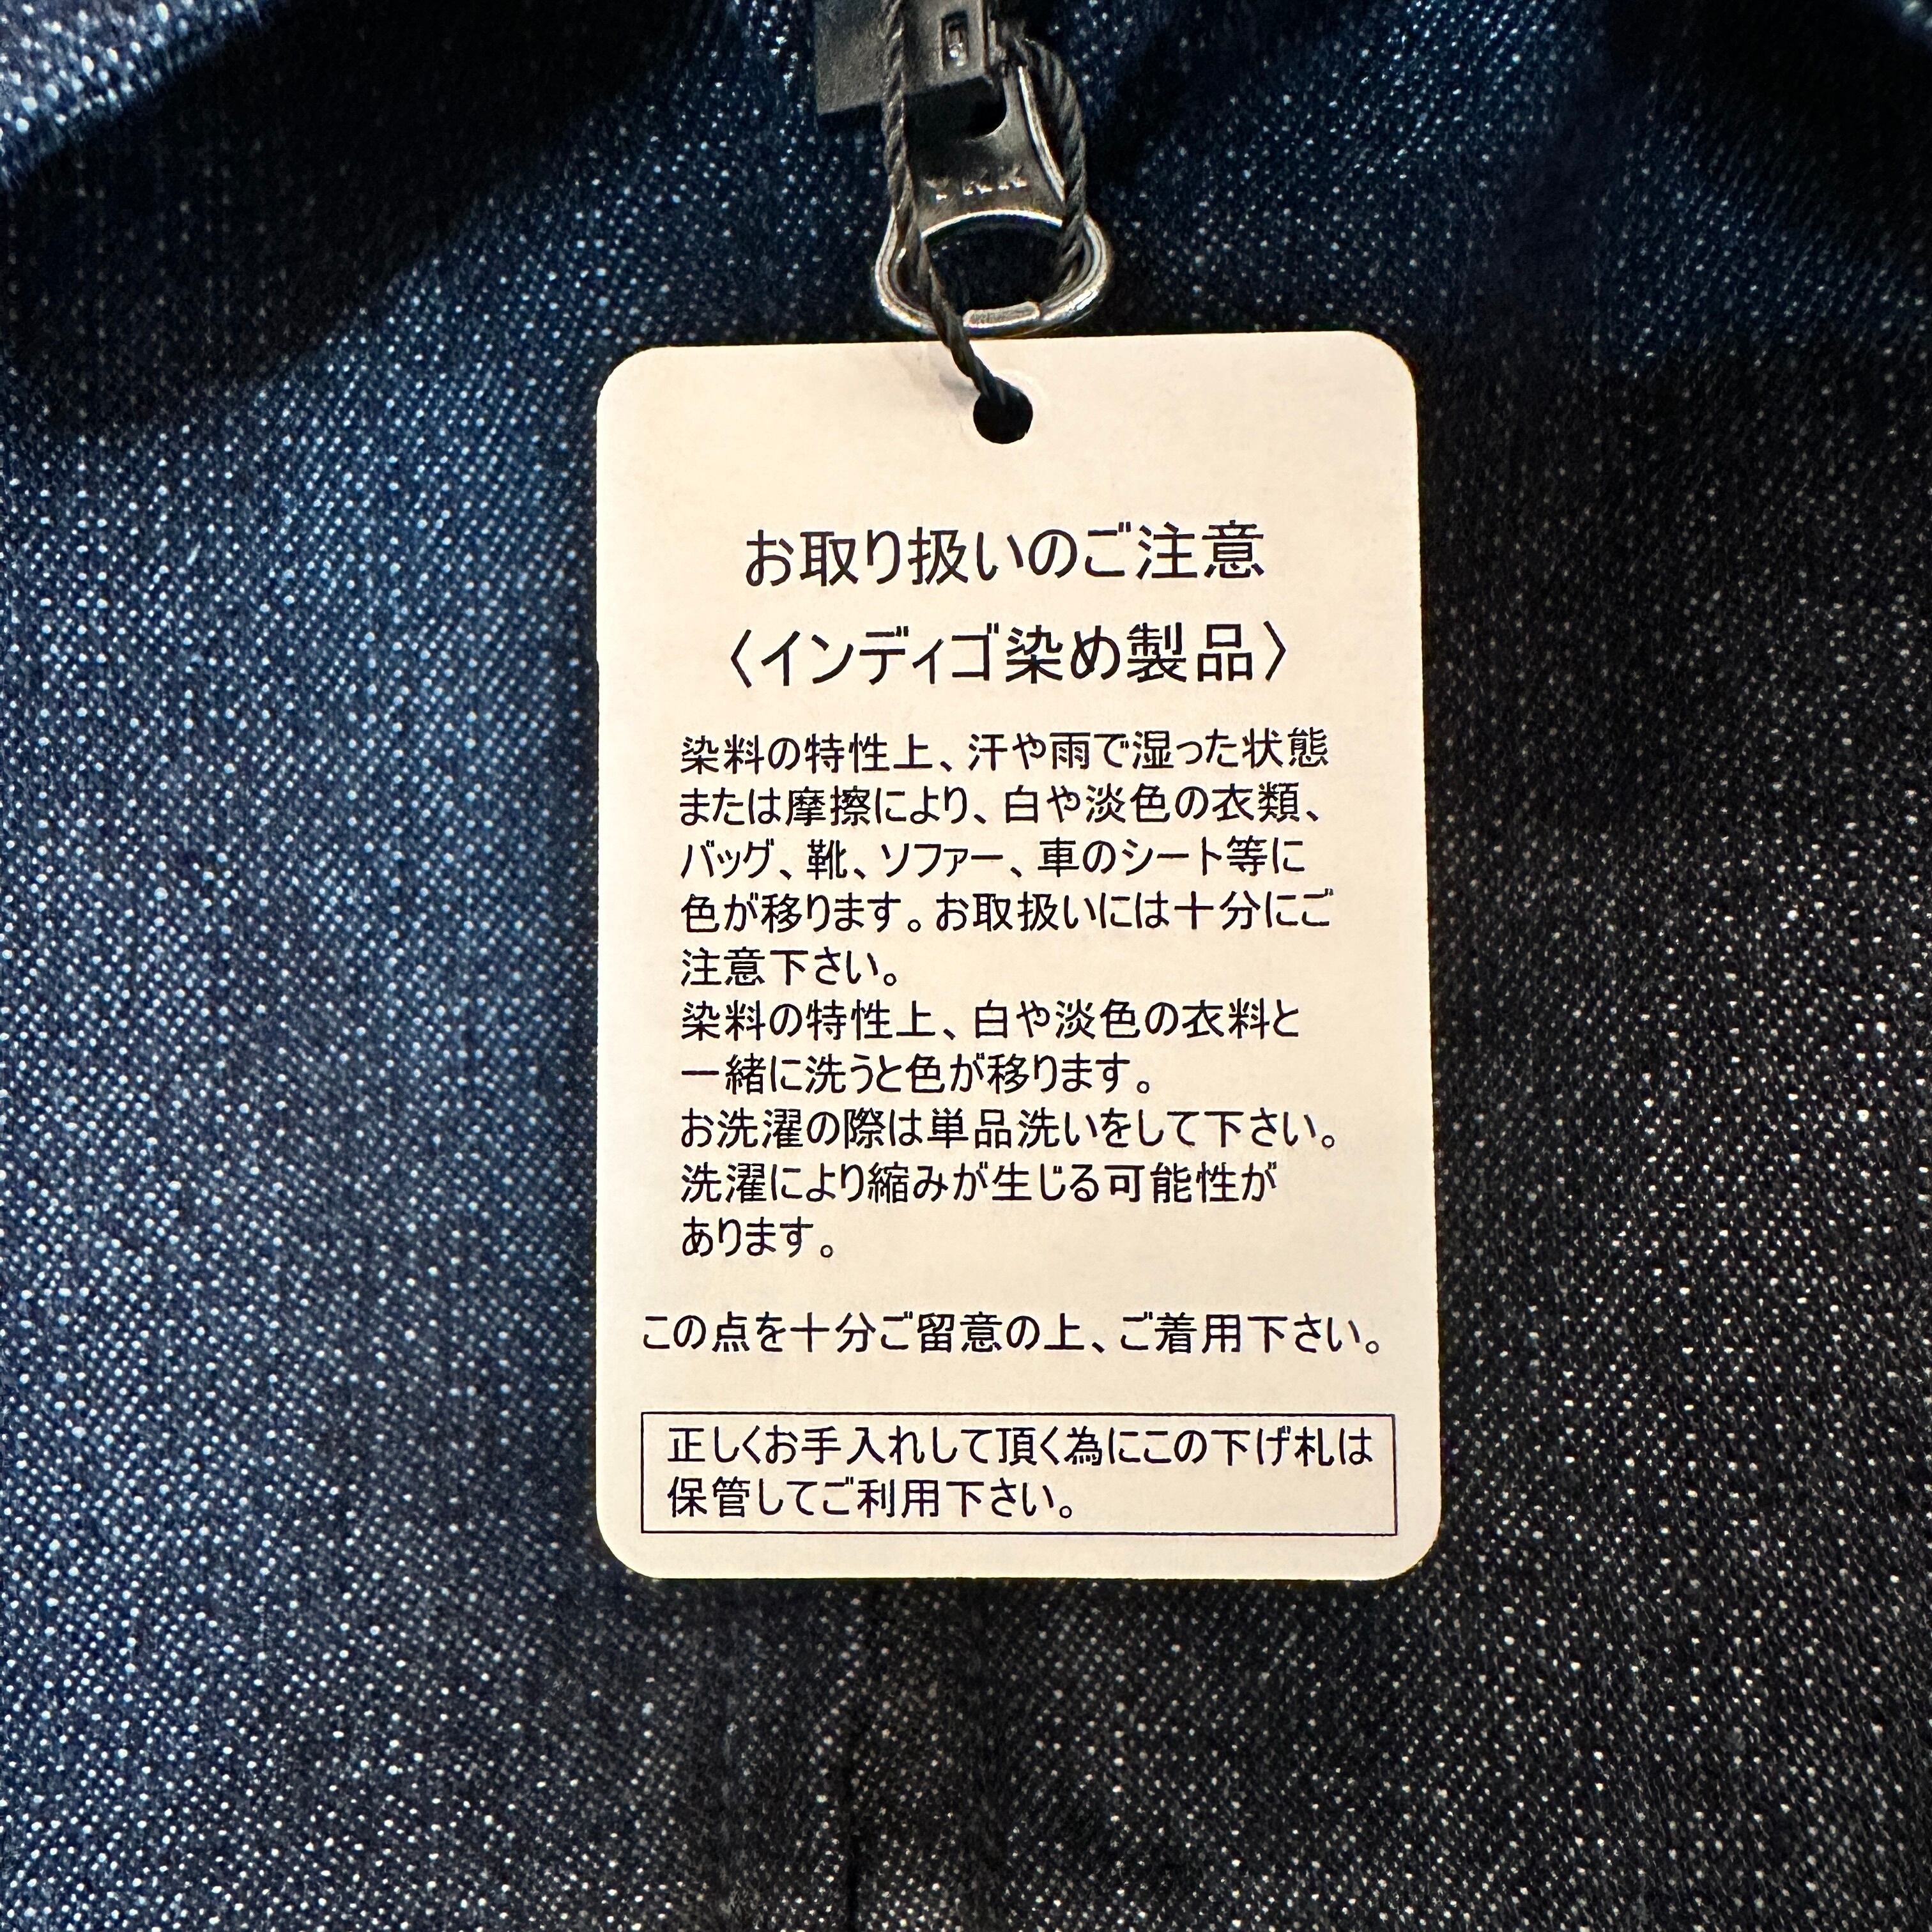 YKK
お取り扱いのご注意
〈インディゴ染め製品〉
染料の特性上、汗や雨で湿った状態
または摩擦により、白や淡色の衣類、
バッグ、靴、ソファー、車のシート等に
色が移ります。お取扱いには十分にご
注意下さい。
染料の特性上、白や淡色の衣料と
一緒に洗うと色が移ります。
お洗濯の際は単品洗いをして下さい。
洗濯により縮みが生じる可能性が
あります。
この点を十分ご留意の上、ご着用下さい。
正しくお手入れして頂く為にこの下げ札は
保管してご利用下さい。